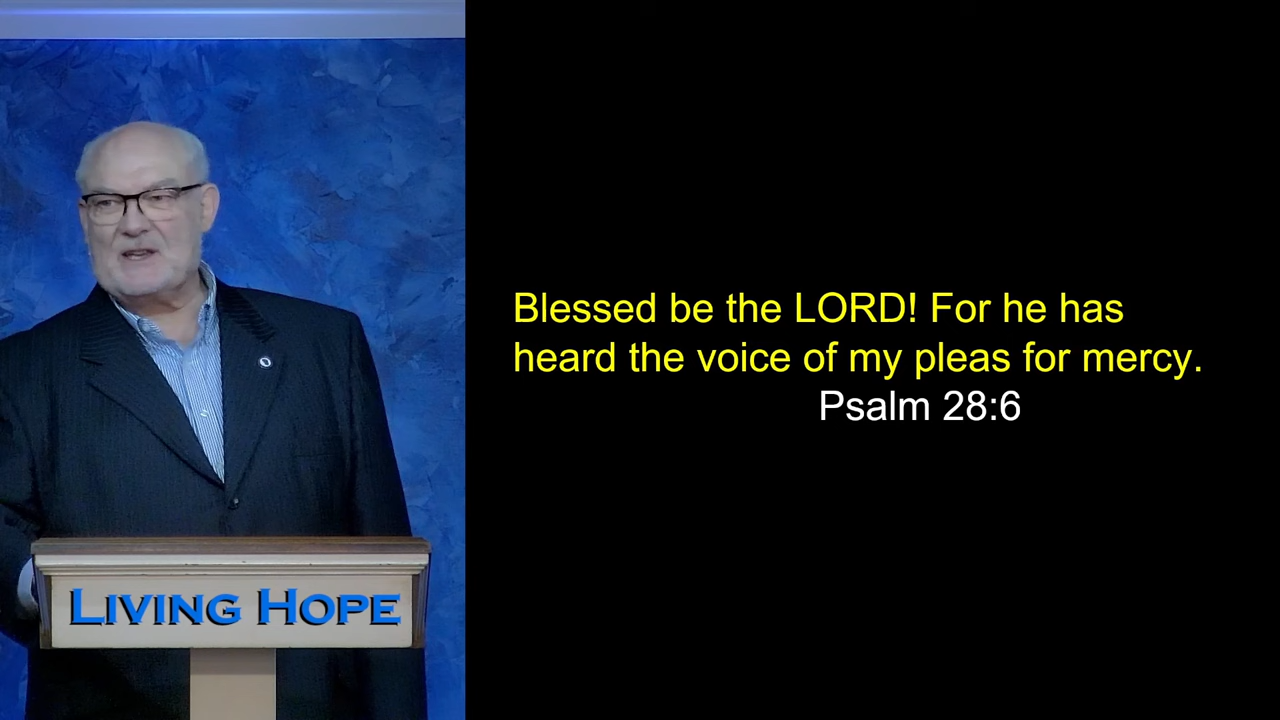 Blessed be the LORD! For he has
heard the voice of my pleas for mercy.
Psalm 28:6
LIVING HOPE